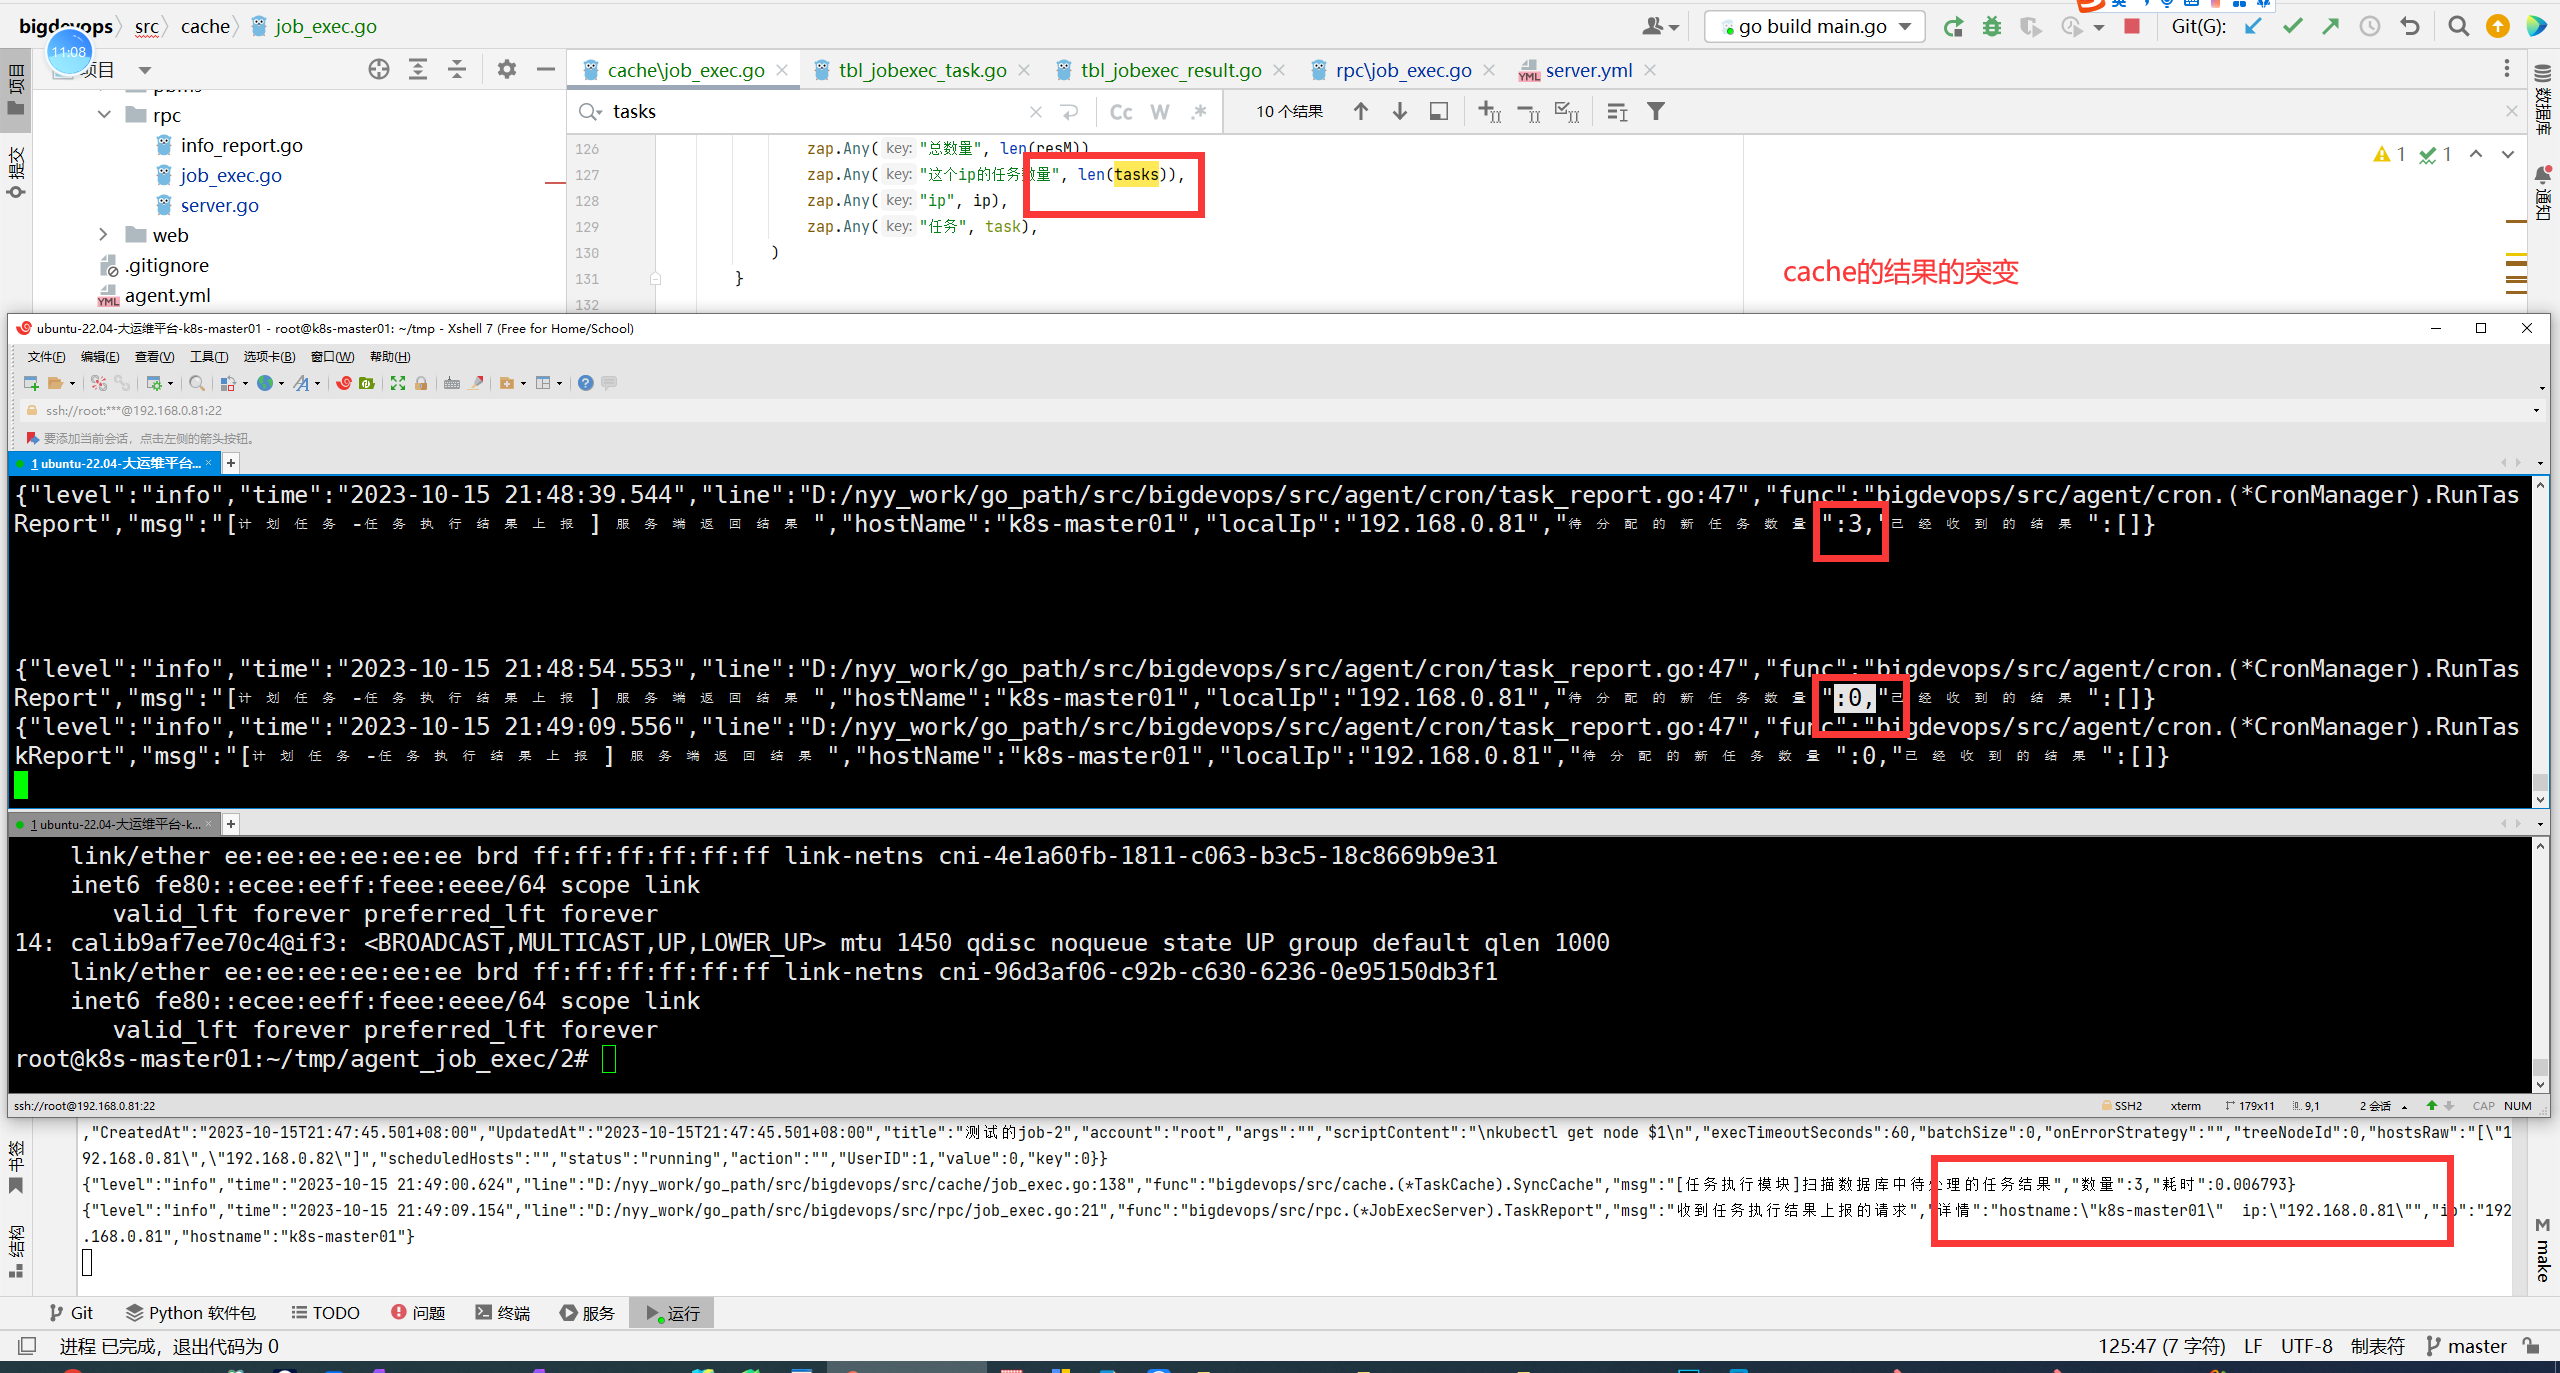 bigdevops 〉 src 〉 cache 〉 job_exec.go
go build main.go
Git(G):
11:08
项目
cache\job_exec.go
tbl_jobexec_task.go
tbl_jobexec_result.go
rpc\job_exec.go
server.yml
项目
提交
数据库
通知
rpc
info_report.go
job_exec.go
server.go
web
.gitignore
agent.yml
tasks
Cc W .*
10 个结果
1 1
126 zap.Any( key: "总数量", len(resM))
127 zap.Any( key: "这个ip的任务数量", len(tasks)),
128 zap.Any( key: "ip", ip),
129 zap.Any( key: "任务", task),
130 )
131 }
132
cache的结果的突变
ubuntu-22.04-大运维平台-k8s-master01 - root@k8s-master01: ~/tmp - Xshell 7 (Free for Home/School)
文件(F) 编辑(E) 查看(V) 工具(T) 选项卡(B) 窗口(W) 帮助(H)
ssh://root:***@192.168.0.81:22
要添加当前会话，点击左侧的箭头按钮。
1 ubuntu-22.04-大运维平台...
{"level":"info","time":"2023-10-15 21:48:39.544","line":"D:/nyy_work/go_path/src/bigdevops/src/agent/cron/task_report.go:47","func":"bigdevops/src/agent/cron.(*CronManager).RunTas
Report","msg":"[计划任务-任务执行结果上报]服务端返回结果","hostName":"k8s-master01","localIp":"192.168.0.81","待分配的新任务数量":3,"已经收到的结果":[]}
{"level":"info","time":"2023-10-15 21:48:54.553","line":"D:/nyy_work/go_path/src/bigdevops/src/agent/cron/task_report.go:47","func":"bigdevops/src/agent/cron.(*CronManager).RunTas
Report","msg":"[计划任务-任务执行结果上报]服务端返回结果","hostName":"k8s-master01","localIp":"192.168.0.81","待分配的新任务数量":0,"已经收到的结果":[]}
{"level":"info","time":"2023-10-15 21:49:09.556","line":"D:/nyy_work/go_path/src/bigdevops/src/agent/cron/task_report.go:47","func":"bigdevops/src/agent/cron.(*CronManager).RunTas
kReport","msg":"[计划任务-任务执行结果上报]服务端返回结果","hostName":"k8s-master01","localIp":"192.168.0.81","待分配的新任务数量":0,"已经收到的结果":[]}
1 ubuntu-22.04-大运维平台-k...
link/ether ee:ee:ee:ee:ee:ee brd ff:ff:ff:ff:ff:ff link-netns cni-4e1a60fb-1811-c063-b3c5-18c8669b9e31
inet6 fe80::ecee:eeff:feee:eeee/64 scope link
valid_lft forever preferred_lft forever
14: calib9af7ee70c4@if3: <BROADCAST,MULTICAST,UP,LOWER_UP> mtu 1450 qdisc noqueue state UP group default qlen 1000
link/ether ee:ee:ee:ee:ee:ee brd ff:ff:ff:ff:ff:ff link-netns cni-96d3af06-c92b-c630-6236-0e95150db3f1
inet6 fe80::ecee:eeff:feee:eeee/64 scope link
valid_lft forever preferred_lft forever
root@k8s-master01:~/tmp/agent_job_exec/2#
ssh://root@192.168.0.81:22
SSH2 xterm 179x11 9,1 2 会话 CAP NUM
,"CreatedAt":"2023-10-15T21:47:45.501+08:00","UpdatedAt":"2023-10-15T21:47:45.501+08:00","title":"测试的job-2","account":"root","args":"","scriptContent":"\nkubectl get node $1\n","execTimeoutSeconds":60,"batchSize":0,"onErrorStrategy":"","treeNodeId":0,"hostsRaw":"[\"1
92.168.0.81\",\"192.168.0.82\"]","scheduledHosts":"","status":"running","action":"","UserID":1,"value":0,"key":0}}
{"level":"info","time":"2023-10-15 21:49:00.624","line":"D:/nyy_work/go_path/src/bigdevops/src/cache/job_exec.go:138","func":"bigdevops/src/cache.(*TaskCache).SyncCache","msg":"[任务执行模块]扫描数据库中待处理的任务结果","数量":3,"耗时":0.006793}
{"level":"info","time":"2023-10-15 21:49:09.154","line":"D:/nyy_work/go_path/src/bigdevops/src/rpc/job_exec.go:21","func":"bigdevops/src/rpc.(*JobExecServer).TaskReport","msg":"收到任务执行结果上报的请求","详情":"hostname:\"k8s-master01\"  ip:\"192.168.0.81\"","ip":"192
.168.0.81","hostname":"k8s-master01"}
书签
结构
M make
Git
Python 软件包
TODO
问题
终端
服务
运行
进程 已完成，退出代码为 0
125:47 (7 字符) LF UTF-8 制表符 master